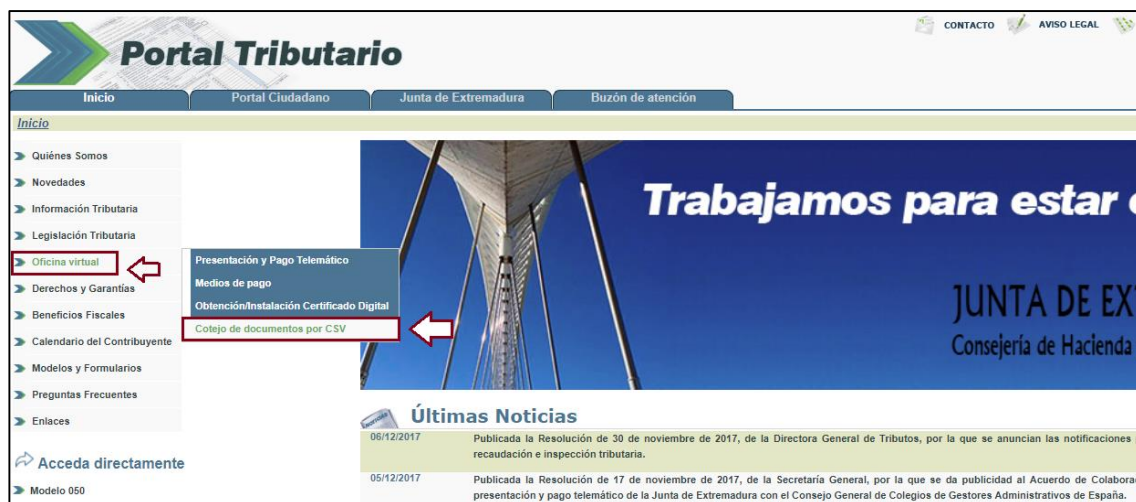 CONTACTO
AVISO LEGAL
Portal Tributario
Inicio
Portal Ciudadano
Junta de Extremadura
Buzón de atención
Inicio
Quiénes Somos
Novedades
Información Tributaria
Legislación Tributaria
Oficina virtual
Derechos y Garantías
Beneficios Fiscales
Calendario del Contribuyente
Modelos y Formularios
Preguntas Frecuentes
Enlaces
Presentación y Pago Telemático
Medios de pago
Obtención/Instalación Certificado Digital
Cotejo de documentos por CSV
Trabajamos para estar
JUNTA DE EX
Consejería de Hacienda
Últimas Noticias
06/12/2017
Publicada la Resolución de 30 de noviembre de 2017, de la Directora General de Tributos, por la que se anuncian las notificaciones
recaudación e inspección tributaria.
05/12/2017
Publicada la Resolución de 17 de noviembre de 2017, de la Secretaría General, por la que se da publicidad al Acuerdo de Colabora
presentación y pago telemático de la Junta de Extremadura con el Consejo General de Colegios de Gestores Administrativos de España.
Acceda directamente
Modelo 050